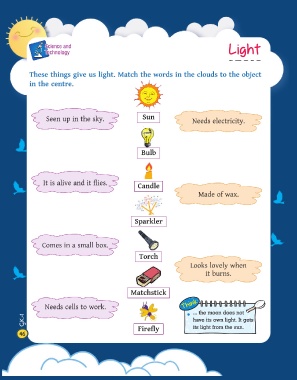 Science and
Technology
Light
These things give us light. Match the words in the clouds to the object
in the centre.
Seen up in the sky.
Sun
Needs electricity.
Bulb
It is alive and it flies.
Candle
Made of wax.
Sparkler
Comes in a small box.
Torch
Looks lovely when
it burns.
Matchstick
Needs cells to work.
Firefly
Think
... the moon does not
have its own light. It gets
its light from the sun.
GK-1
46